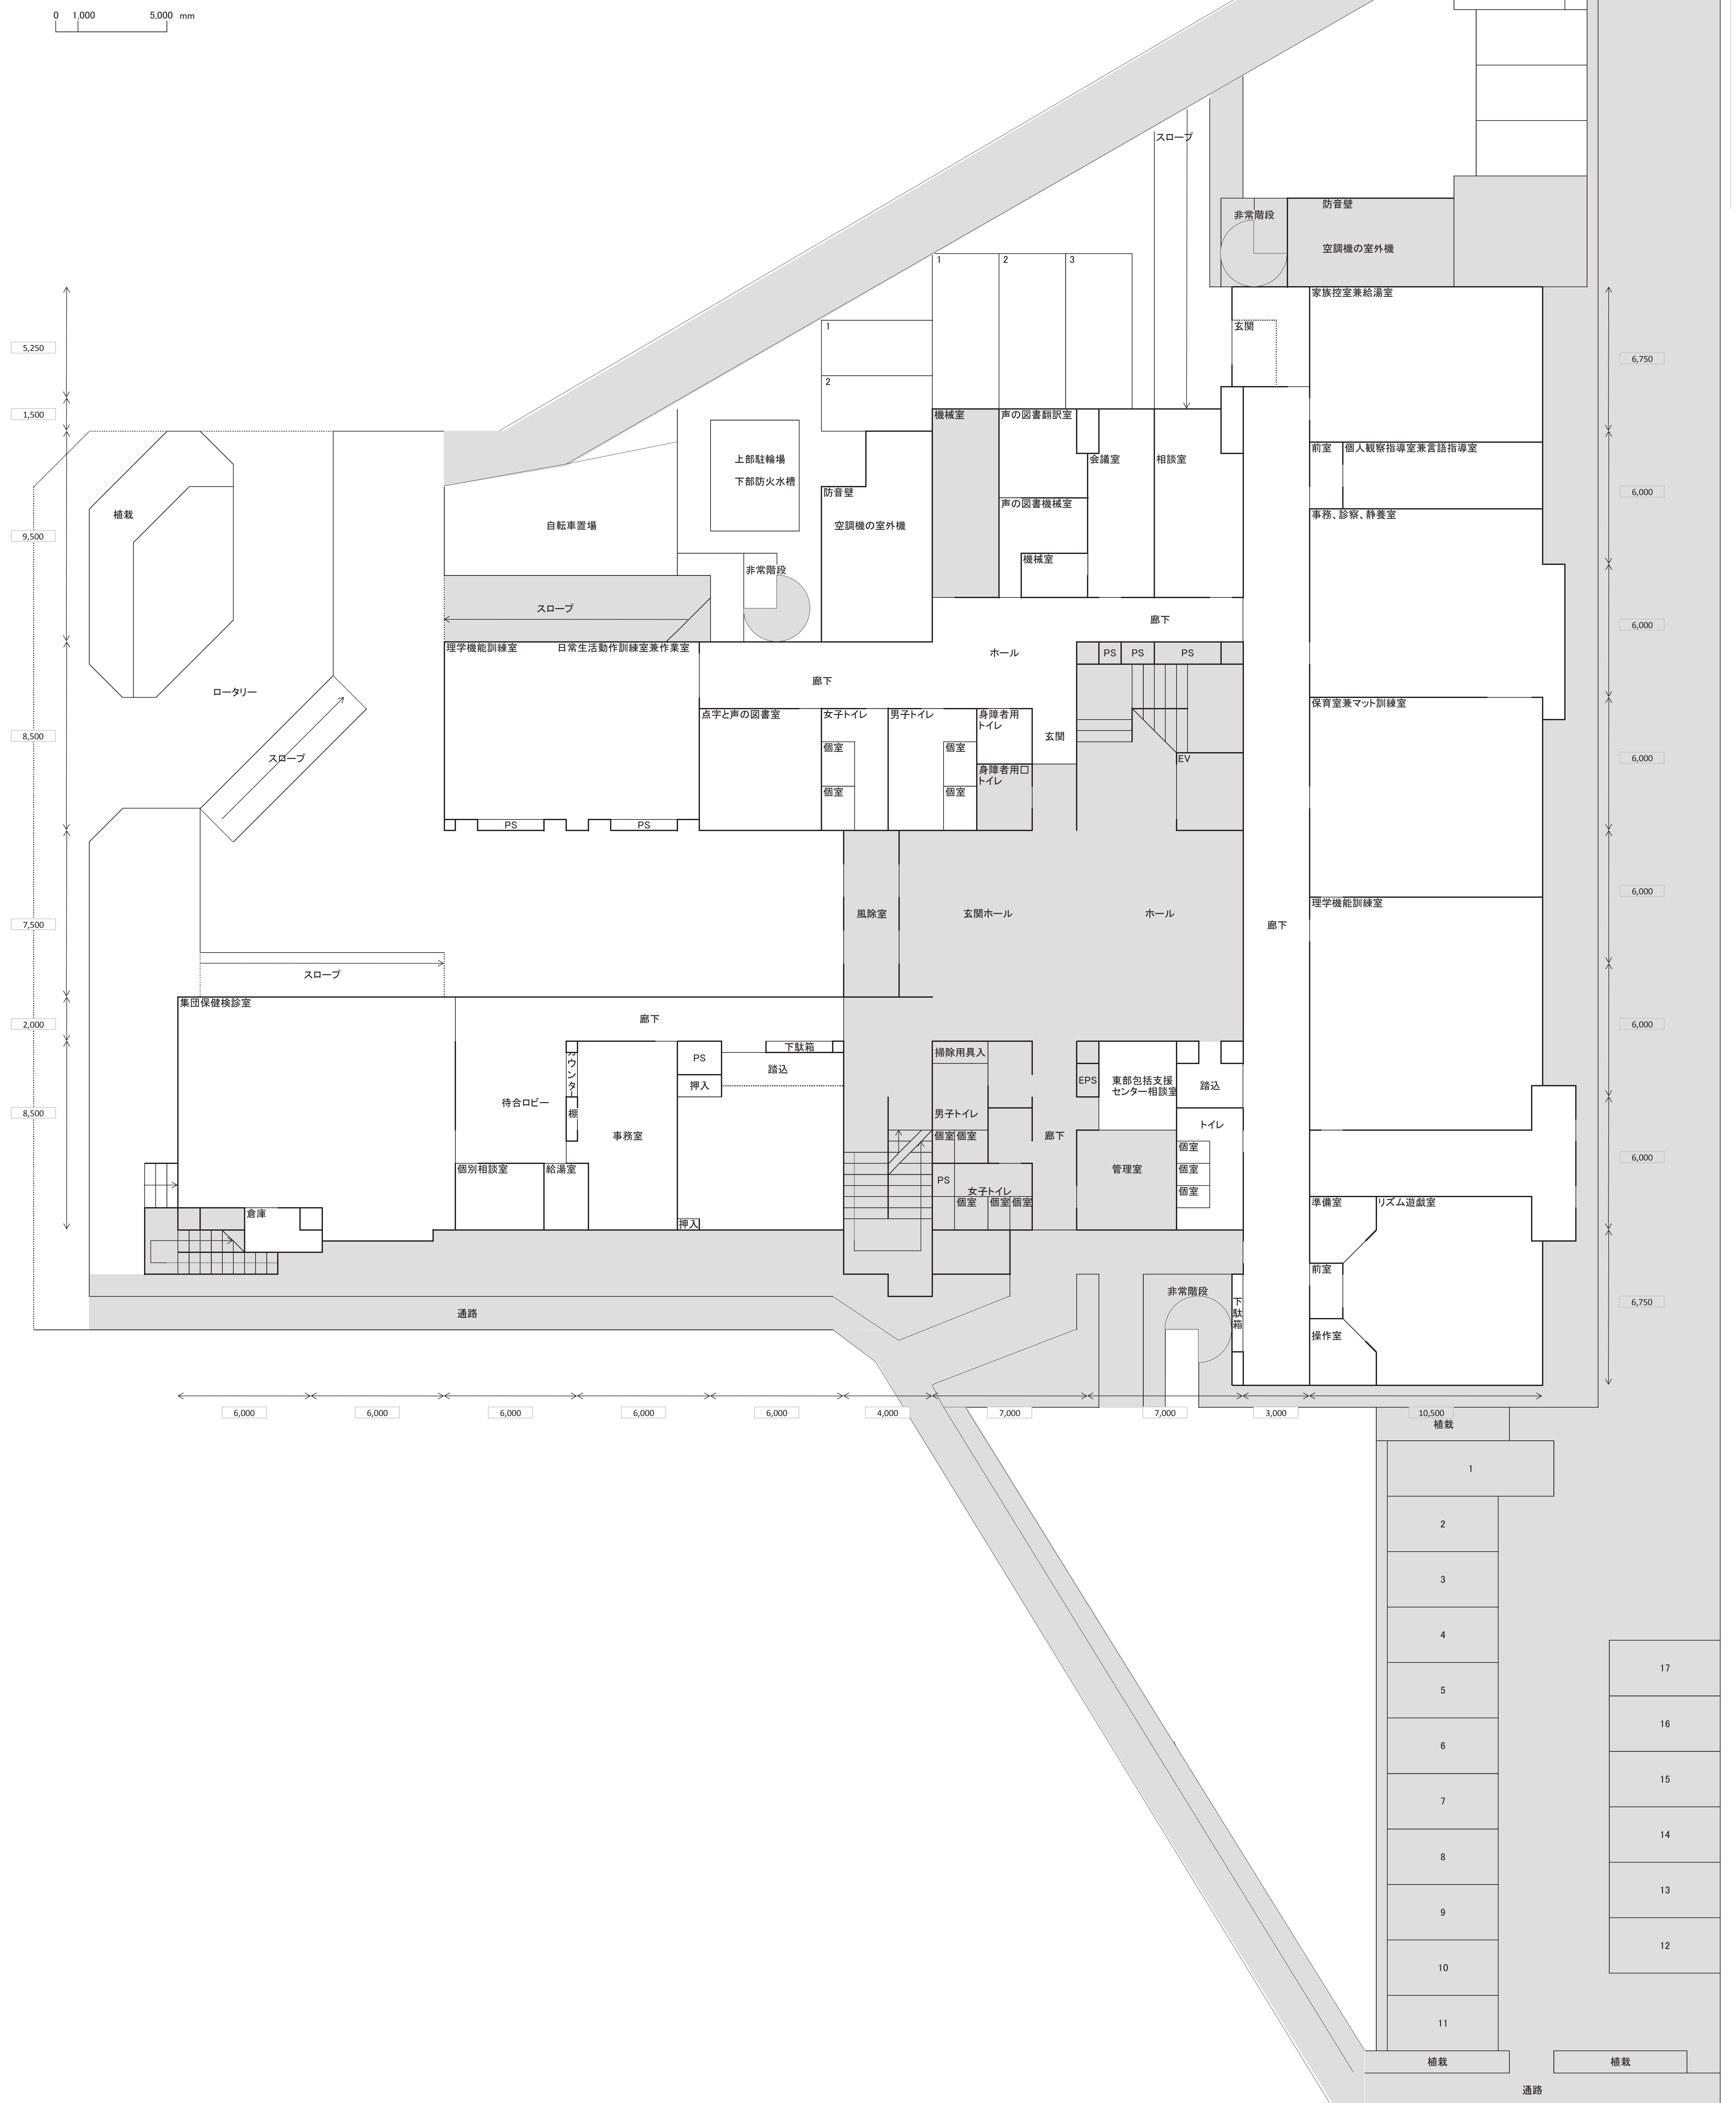 0 1,000 5,000 mm
スロープ
非常階段
防音壁
空調機の室外機
家族控室兼給湯室
玄関
1
2
3
1
2
5,250
6,750
1,500
機械室
声の図書翻訳室
会議室
相談室
前室
個人観察指導室兼言語指導室
上部駐輪場
下部防火水槽
防音壁
空調機の室外機
声の図書機械室
機械室
事務、診察、静養室
6,000
植栽
9,500
自転車置場
非常階段
スロープ
廊下
6,000
理学機能訓練室
日常生活動作訓練室兼作業室
ホール
PS
PS
PS
廊下
ロータリー
保育室兼マット訓練室
点字と声の図書室
女子トイレ
男子トイレ
身障者用
トイレ
玄関
8,500
個室
個室
スロープ
EV
6,000
身障者用口
トイレ
個室
個室
PS
PS
6,000
理学機能訓練室
風除室
玄関ホール
ホール
廊下
7,500
スロープ
集団保健検診室
廊下
2,000
6,000
下駄箱
PS
踏込
カウンター
掃除用具入
EPS
東部包括支援
センター相談室
踏込
押入
待合ロビー
棚
8,500
男子トイレ
トイレ
事務室
個室
個室
廊下
個室
6,000
個別相談室
給湯室
管理室
個室
PS
女子トイレ
個室
個室
個室
個室
準備室
リズム遊戯室
倉庫
押入
前室
非常階段
下駄箱
6,750
通路
操作室
6,000
6,000
6,000
6,000
6,000
4,000
7,000
7,000
3,000
10,500
植栽
1
2
3
4
5
6
7
8
9
10
11
17
16
15
14
13
12
植栽
植栽
通路